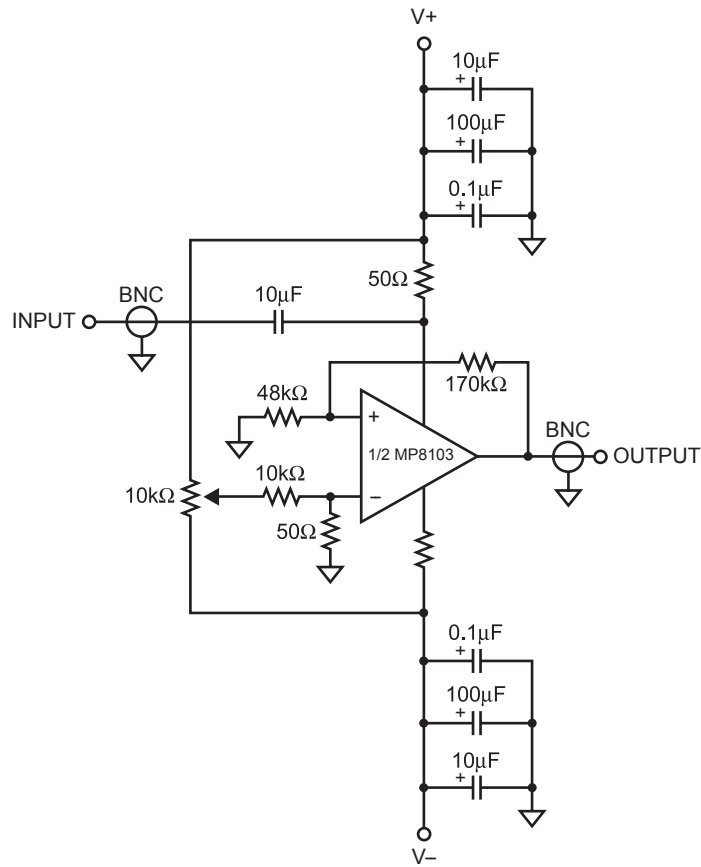 V+
10µF
+
100µF
+
0.1µF
+
50Ω
BNC
10µF
INPUT
170kΩ
48kΩ
+
BNC
1/2 MP8103
OUTPUT
10kΩ
10kΩ
–
50Ω
0.1µF
+
100µF
+
10µF
+
V–